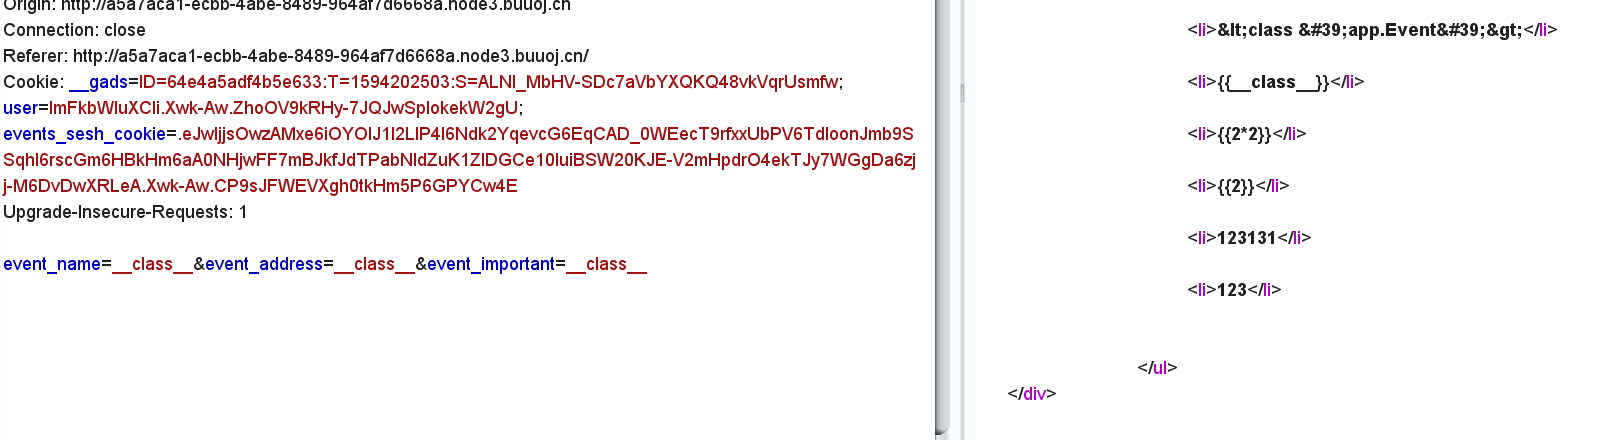 Origin: http://a5a7aca1-ecbb-4abe-8489-964af7d6668a.node3.buuoj.cn
Connection: close
Referer: http://a5a7aca1-ecbb-4abe-8489-964af7d6668a.node3.buuoj.cn/
Cookie: __gads=ID=64e4a5adf4b5e633:T=1594202503:S=ALNI_MbHV-SDc7aVbYXQKQ48vkVqrUsmfw;
user=ImFkbWluXCIi.Xwk-Aw.ZhoOV9kRHy-7JQJwSplokekW2gU;
events_sesh_cookie=.eJwljjsOwzAMxe6iOYOlJ1l2LlP4I6Ndk2YqevcG6EqCAD_0WEecT9rfxxUbPV6TdloonJmb9S
Sqhl6rscGm6HBkHm6aA0NHjwFF7mBJkfJdTPabNldZuK1ZlDGCe10luiBSW20KJE-V2mHpdrO4ekTJy7WGgDa6zj
j-M6DvDwXRLeA.Xwk-Aw.CP9sJFWEVXgh0tkHm5P6GPYCw4E
Upgrade-Insecure-Requests: 1
event_name=__class__&event_address=__class__&event_important=__class__
<li>&lt;class &#39;app.Event&#39;&gt;</li>
<li>{{__class__}}</li>
<li>{{2*2}}</li>
<li>{{2}}</li>
<li>123131</li>
<li>123</li>
</ul>
</div>